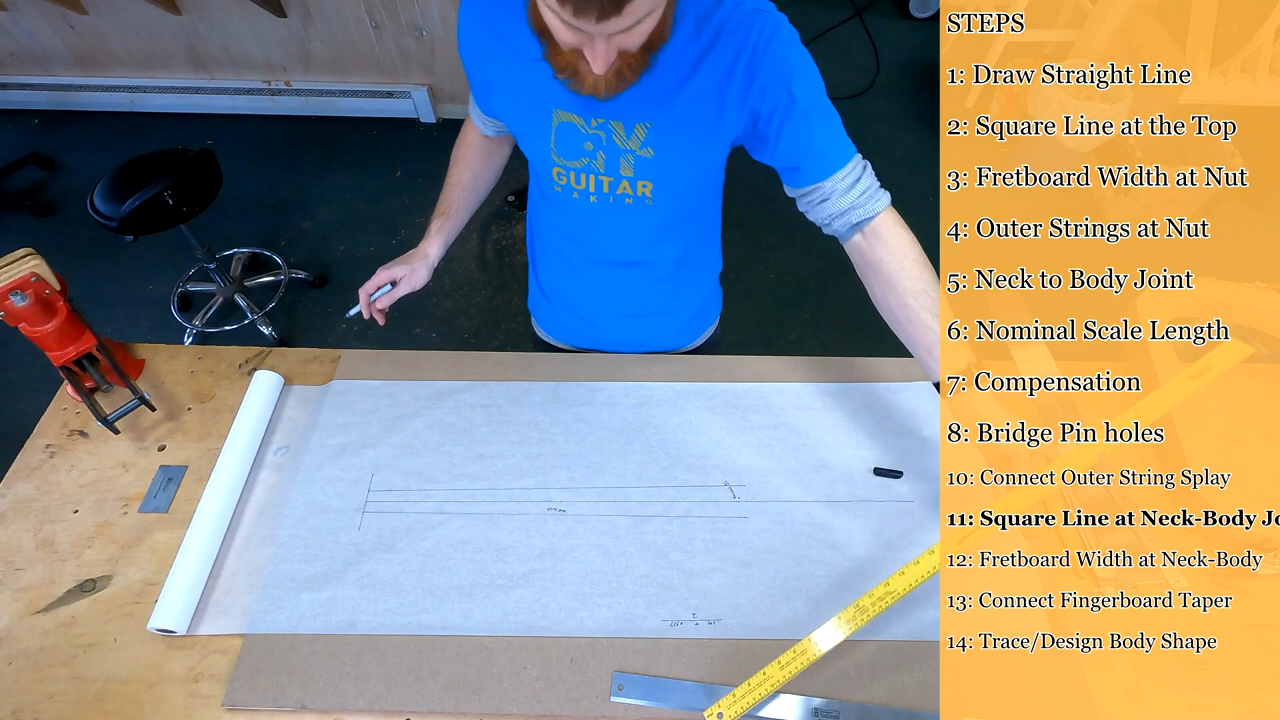 STEPS
1: Draw Straight Line
2: Square Line at the Top
3: Fretboard Width at Nut
4: Outer Strings at Nut
5: Neck to Body Joint
6: Nominal Scale Length
7: Compensation
8: Bridge Pin holes
10: Connect Outer String Splay
11: Square Line at Neck-Body Jo
12: Fretboard Width at Neck-Body
13: Connect Fingerboard Taper
14: Trace/Design Body Shape
DIY
GUITAR
MAKING